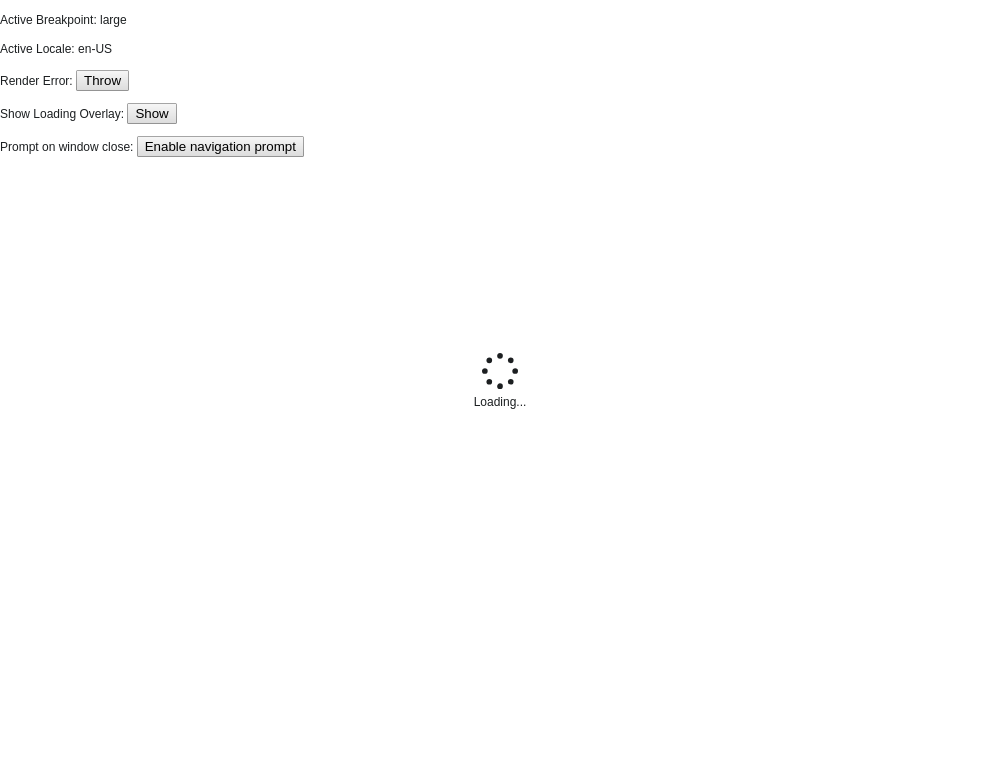 Active Breakpoint: large
Active Locale: en-US
Render Error: Throw
Show Loading Overlay: Show
Prompt on window close: Enable navigation prompt
Loading...